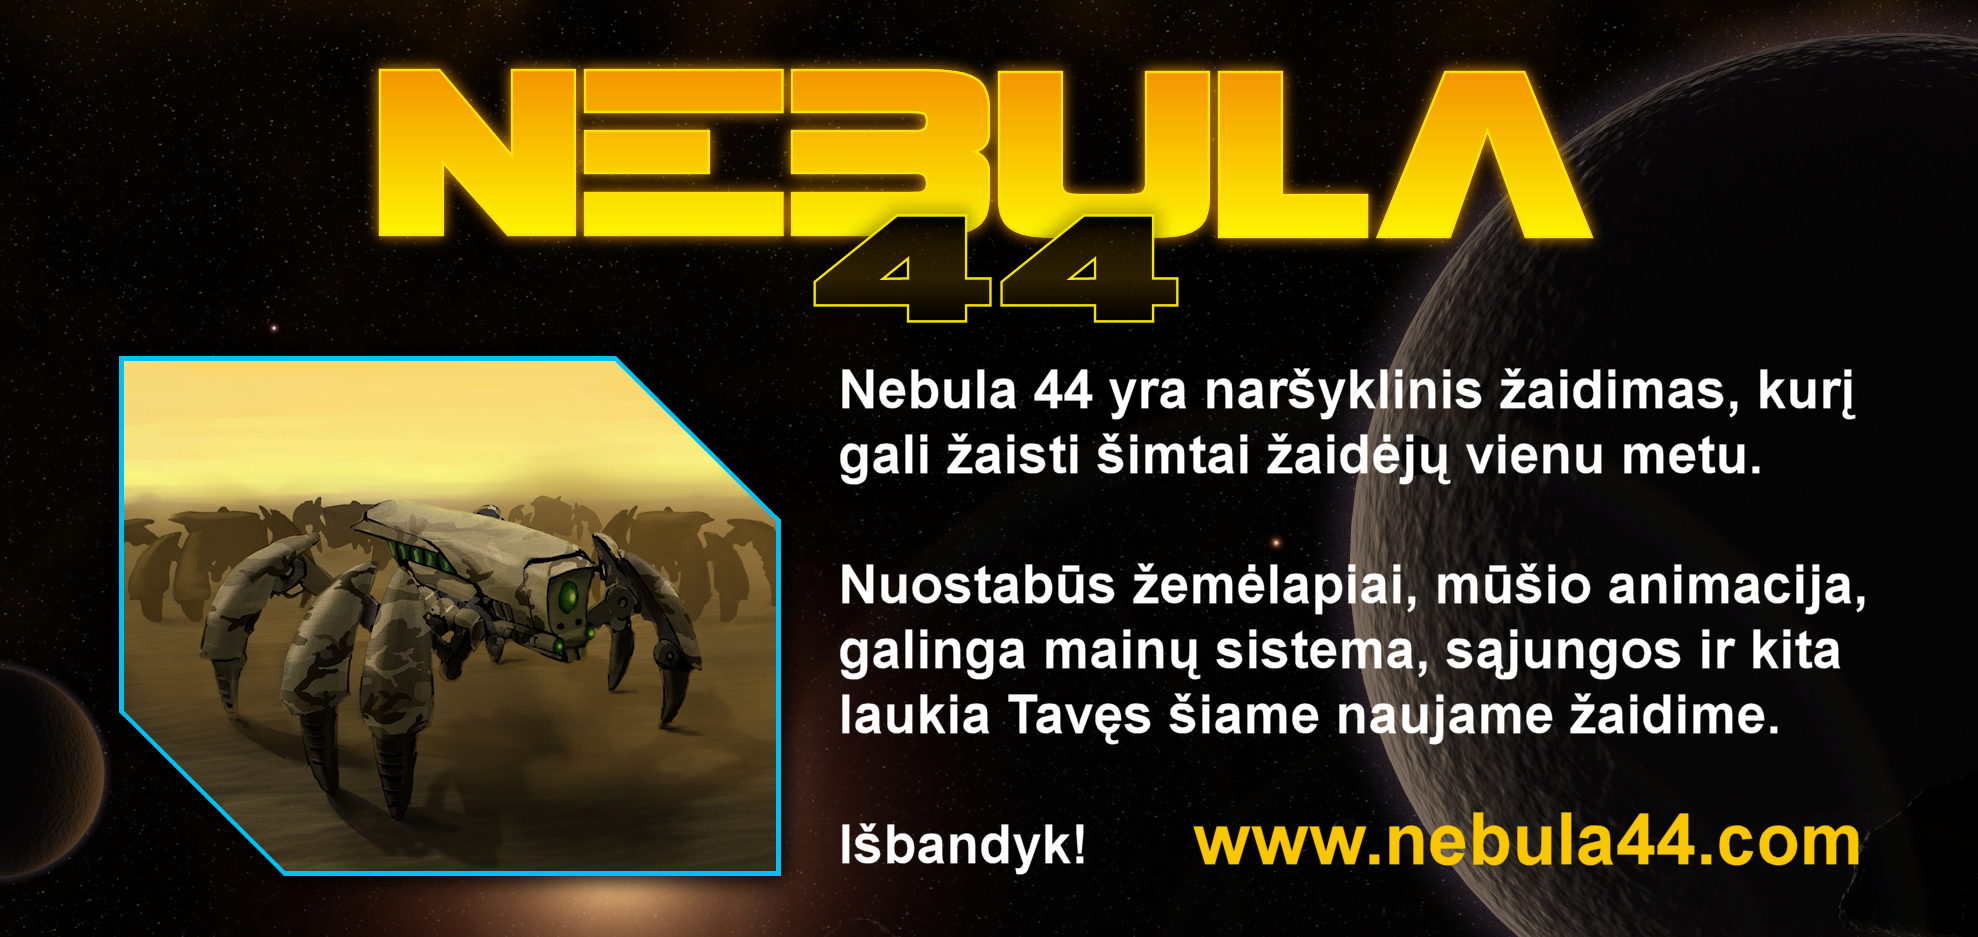 NEBULA
44
Nebula 44 yra naršyklinis žaidimas, kurį
gali žaisti šimtai žaidėjų vienu metu.
Nuostabūs žemėlapiai, mūšio animacija,
galinga mainų sistema, sąjungos ir kita
laukia Tavęs šiame naujame žaidime.
Išbandyk! www.nebula44.com